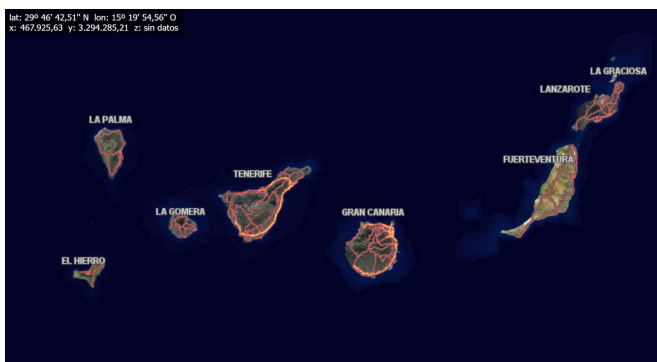 lat: 29º 46' 42,51" N  lon: 15º 19' 54,56" O
x: 467.925,63  y: 3.294.285,21  z: sin datos
LA GRACIOSA
LANZAROTE
LA PALMA
FUERTEVENTURA
TENERIFE
LA GOMERA
GRAN CANARIA
EL HIERRO